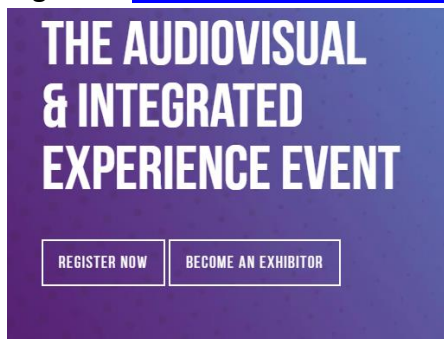 THE AUDIOVISUAL
& INTEGRATED
EXPERIENCE EVENT
REGISTER NOW BECOME AN EXHIBITOR